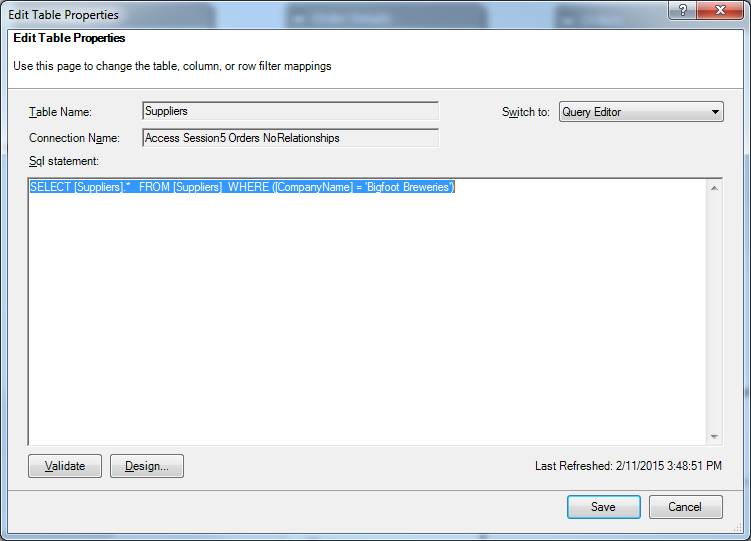 Edit Table Properties
Edit Table Properties
Use this page to change the table, column, or row filter mappings
Table Name: Suppliers Switch to: Query Editor
Connection Name: Access Session5 Orders NoRelationships
Sql statement:
SELECT [Suppliers].*   FROM [Suppliers]  WHERE ([CompanyName] = 'Bigfoot Breweries')
Validate Design... Last Refreshed: 2/11/2015 3:48:51 PM
Save Cancel